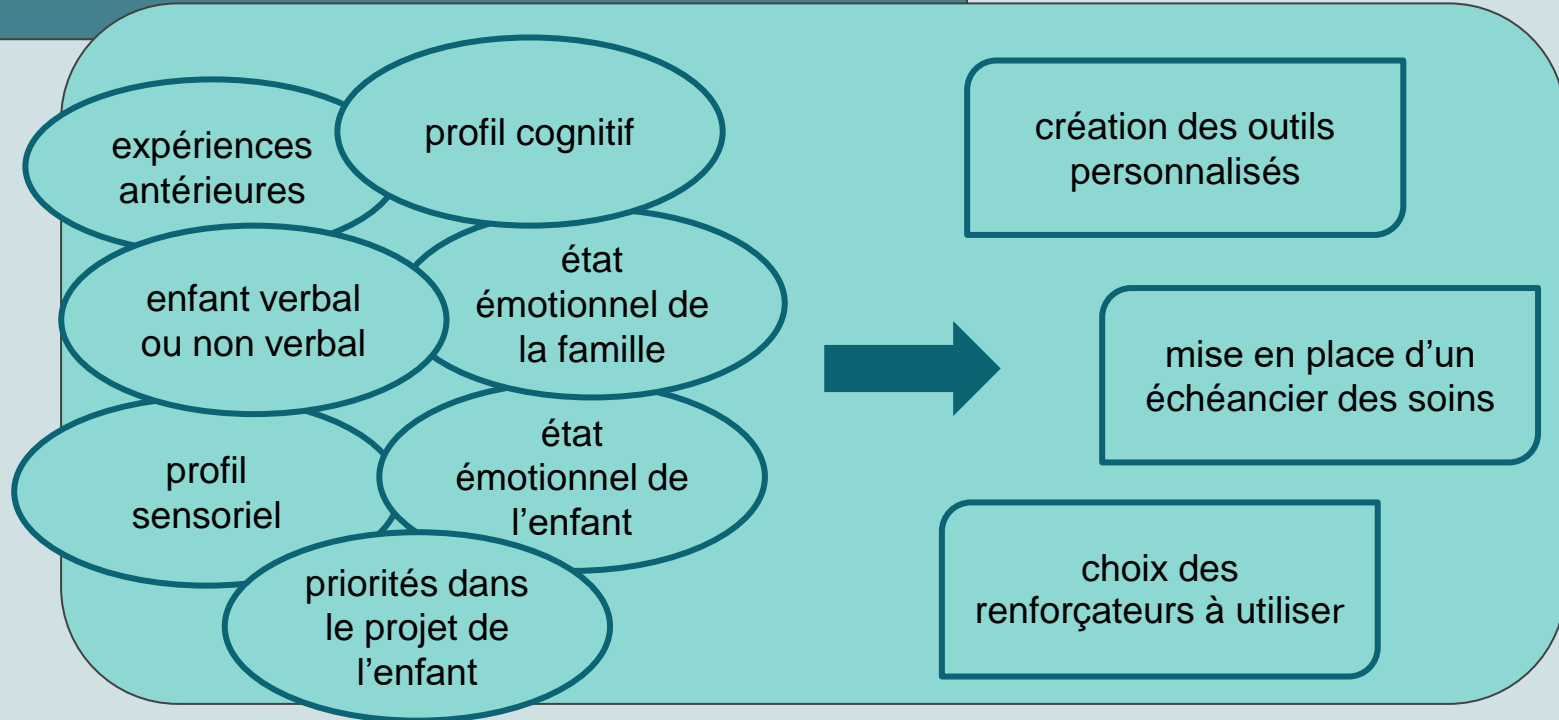 expériences
antérieures
profil cognitif
enfant verbal
ou non verbal
état
émotionnel de
la famille
profil
sensoriel
état
émotionnel de
l’enfant
priorités dans
le projet de
l’enfant
création des outils
personnalisés
mise en place d’un
échéancier des soins
choix des
renforçateurs à utiliser